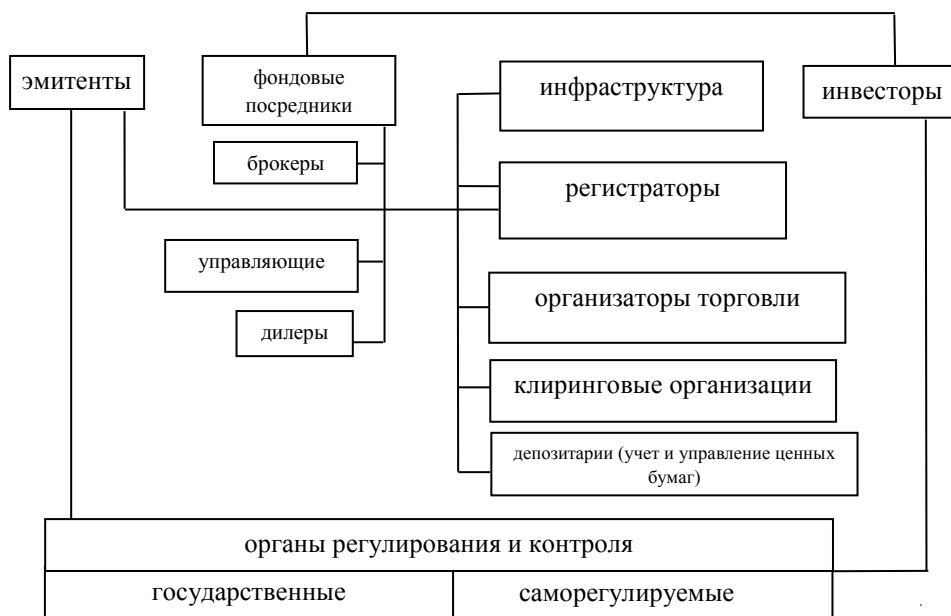 эмитенты
фондовые
посредники
инфраструктура
инвесторы
брокеры
регистраторы
управляющие
организаторы торговли
дилеры
клиринговые организации
депозитарии (учет и управление ценных
бумаг)
органы регулирования и контроля
государственные
саморегулируемые
.